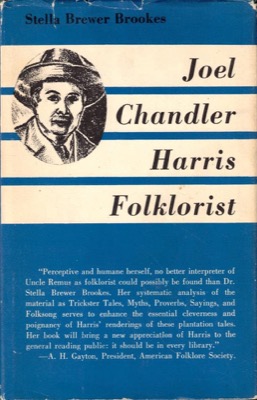 Stella Brewer Brookes
Joel
Chandler
Harris
Folklorist
"Perceptive and humane herself, no better interpreter of
Uncle Remus as folklorist could possibly be found than Dr.
Stella Brewer Brookes. Her systematic analysis of the
material as Trickster Tales, Myths, Proverbs, Sayings, and
Folksong serves to enhance the essential cleverness and
poignancy of Harris' renderings of these plantation tales.
Her book will bring a new appreciation of Harris to the
general reading public: it should be in every library."
—A. H. Gayton, President, American Folklore Society.